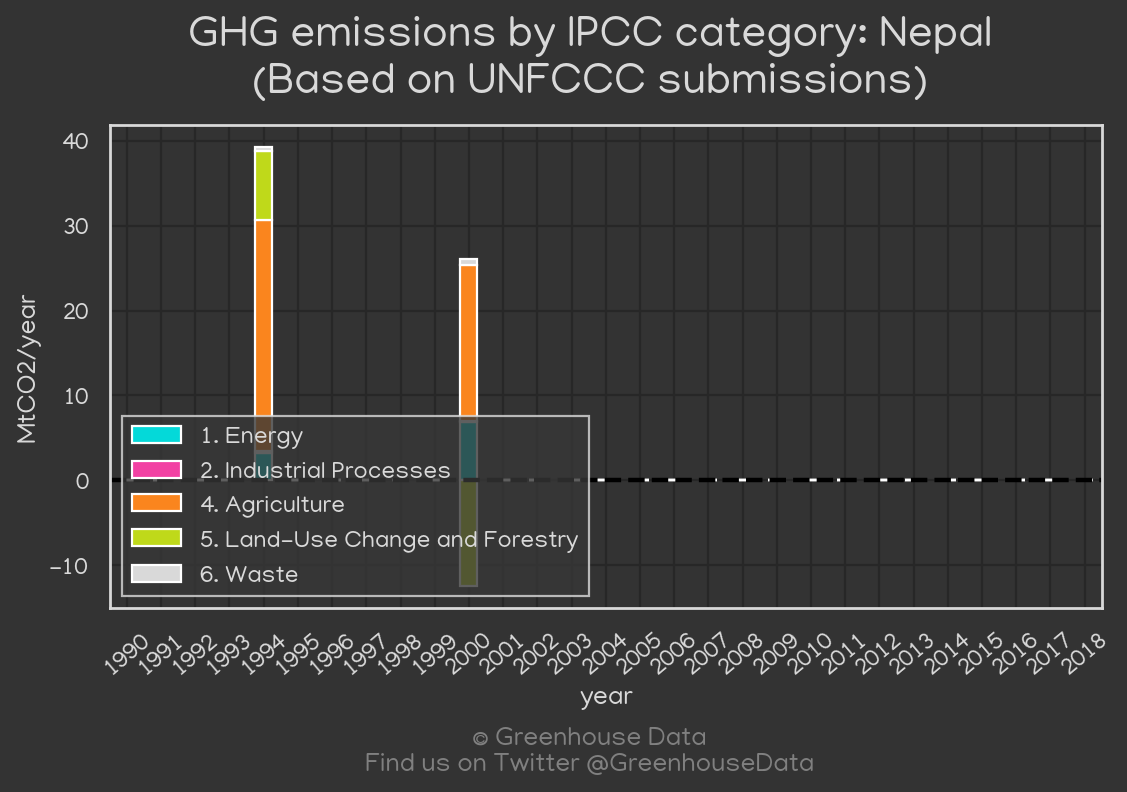 GHG emissions by IPCC category: Nepal
(Based on UNFCCC submissions)
MtCO2/year
40
30
20
10
0
−10
1. Energy
2. Industrial Processes
4. Agriculture
5. Land-Use Change and Forestry
6. Waste
1990 1991 1992 1993 1994 1995 1996 1997 1998 1999 2000 2001 2002 2003 2004 2005 2006 2007 2008 2009 2010 2011 2012 2013 2014 2015 2016 2017 2018
year
© Greenhouse Data
Find us on Twitter @GreenhouseData